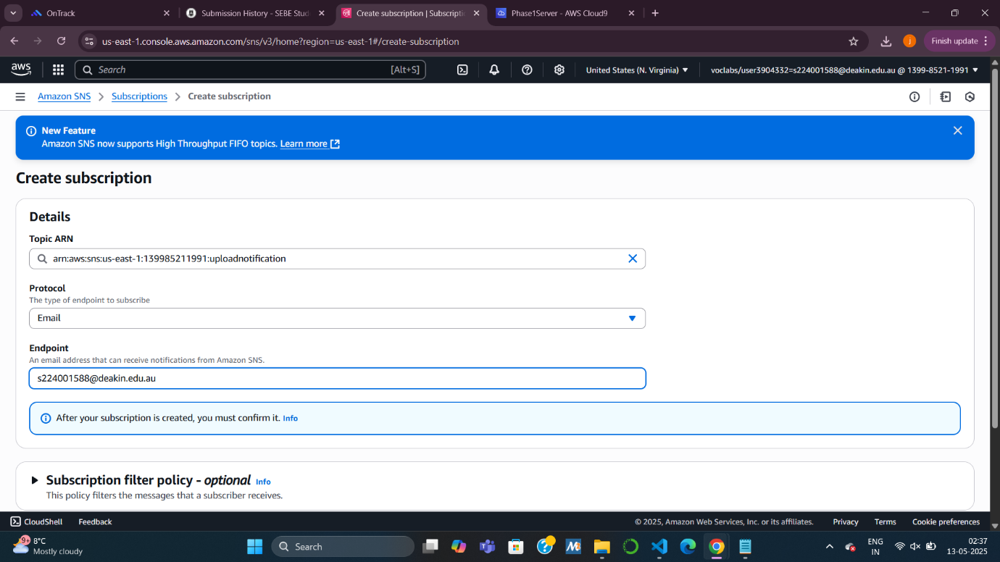 OnTrack
Submission History - SEBE Stud
Create subscription | Subscripti
Phase1Server - AWS Cloud9
us-east-1.console.aws.amazon.com/sns/v3/home?region=us-east-1#/create-subscription
j
Finish update
aws
Search
[Alt+S]
United States (N. Virginia)
voclabs/user3904332=s224001588@deakin.edu.au @ 1399-8521-1991
Amazon SNS
Subscriptions
Create subscription
New Feature
Amazon SNS now supports High Throughput FIFO topics. Learn more
Create subscription
Details
Topic ARN
arn:aws:sns:us-east-1:139985211991:uploadnotification
Protocol
The type of endpoint to subscribe
Email
Endpoint
An email address that can receive notifications from Amazon SNS.
s224001588@deakin.edu.au
After your subscription is created, you must confirm it. Info
Subscription filter policy - optional Info
This policy filters the messages that a subscriber receives.
CloudShell
Feedback
© 2025, Amazon Web Services, Inc. or its affiliates.
Privacy
Terms
Cookie preferences
9+
8°C
Mostly cloudy
Search
ENG
IN
02:37
13-05-2025